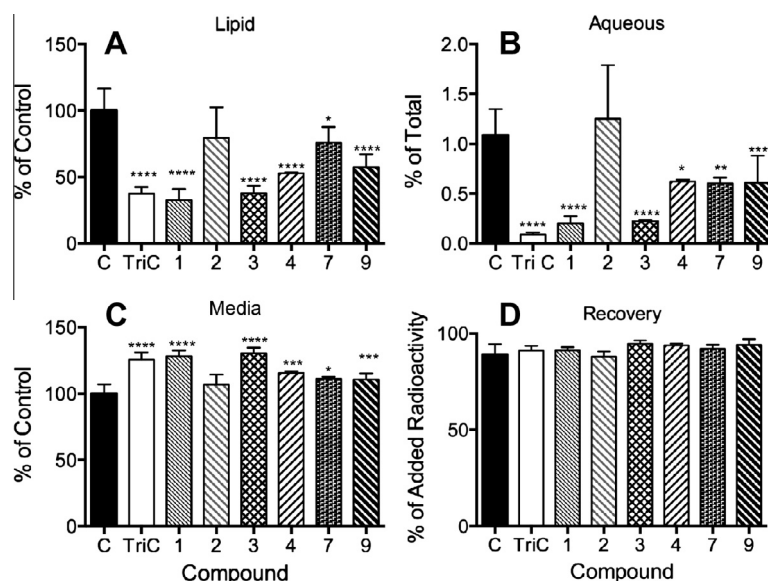 A Lipid
% of Control
150
100
50
0
****
****
****
****
*
****
C TriC 1 2 3 4 7 9
B Aqueous
% of Total
2.0
1.5
1.0
0.5
0.0
****
****
****
*
**
***
C Tri C 1 2 3 4 7 9
C Media
% of Control
150
100
50
0
****
****
****
***
*
***
C TriC 1 2 3 4 7 9
Compound
D Recovery
% of Added Radioactivity
100
50
0
C TriC 1 2 3 4 7 9
Compound